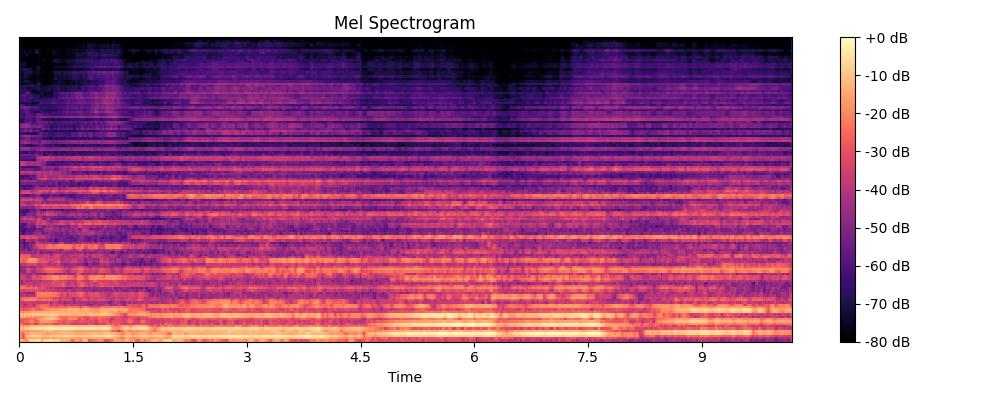 Mel Spectrogram
+0 dB
-10 dB
-20 dB
-30 dB
-40 dB
-50 dB
-60 dB
-70 dB
-80 dB
0 1.5 3 4.5 6 7.5 9
Time